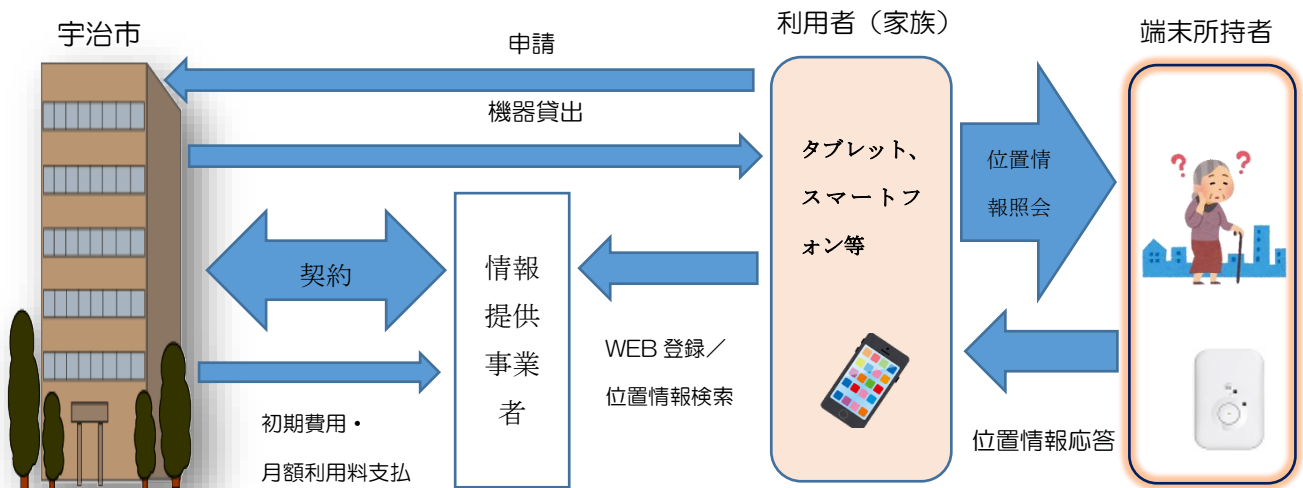 宇治市
利用者（家族）
端末所持者
申請
機器貸出
タブレット、
スマートフ
ォン等
位置情
報照会
契約
情報
提供
事業
者
WEB 登録／
位置情報検索
初期費用・
月額利用料支払
位置情報応答
? ?